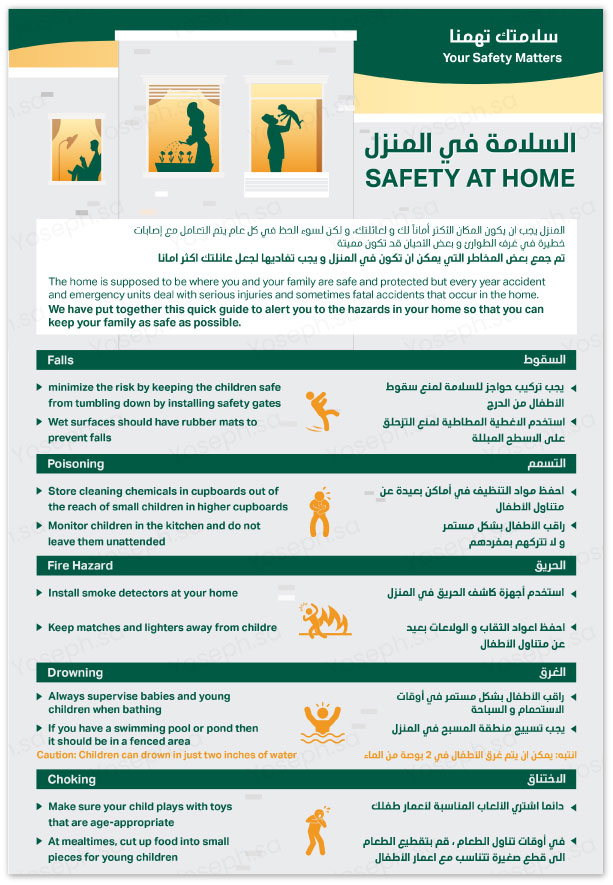 سلامتك تهمنا
Your Safety Matters
السلامة في المنزل
SAFETY AT HOME
المنزل يجب ان يكون المكان الأكثر أماناً لك و لعائلتك، و لكن لسوء الحظ في كل عام يتم التعامل مع إصابات
خطيرة في غرف الطوارئ و بعض الأحيان قد تكون مميتة
تم جمع بعض المخاطر التي يمكن ان تكون في المنزل و يجب تفاديها لجعل عائلتك اكثر امانا
The home is supposed to be where you and your family are safe and protected but every year accident
and emergency units deal with serious injuries and sometimes fatal accidents that occur in the home.
We have put together this quick guide to alert you to the hazards in your home so that you can
keep your family as safe as possible.
Falls
السقوط
minimize the risk by keeping the children safe
from tumbling down by installing safety gates
Wet surfaces should have rubber mats to
prevent falls
يجب تركيب حواجز للسلامة لمنع سقوط
الأطفال من الدرج
استخدم الاغطية المطاطية لمنع التزحلق
على الاسطح المبللة
Poisoning
التسمم
Store cleaning chemicals in cupboards out of
the reach of small children in higher cupboards
Monitor children in the kitchen and do not
leave them unattended
احفظ مواد التنظيف في أماكن بعيدة عن
متناول الأطفال
راقب الأطفال بشكل مستمر
و لا تتركهم بمفردهم
Fire Hazard
الحريق
Install smoke detectors at your home
Keep matches and lighters away from childre
استخدم أجهزة كاشف الحريق في المنزل
احفظ اعواد الثقاب و الولاعات بعيد
عن متناول الأطفال
Drowning
الغرق
Always supervise babies and young
children when bathing
If you have a swimming pool or pond then
it should be in a fenced area
Caution: Children can drown in just two inches of water
راقب الأطفال بشكل مستمر في أوقات
الاستحمام و السباحة
يجب تسييج منطقة المسبح في المنزل
انتبه: يمكن ان يتم غرق الأطفال في 2 بوصة من الماء
Choking
الاختناق
Make sure your child plays with toys
that are age-appropriate
At mealtimes, cut up food into small
pieces for young children
دائما اشتري الألعاب المناسبة لأعمار طفلك
في أوقات تناول الطعام ، قم بتقطيع الطعام
الى قطع صغيرة تتناسب مع اعمار الأطفال
Yoseph.sa